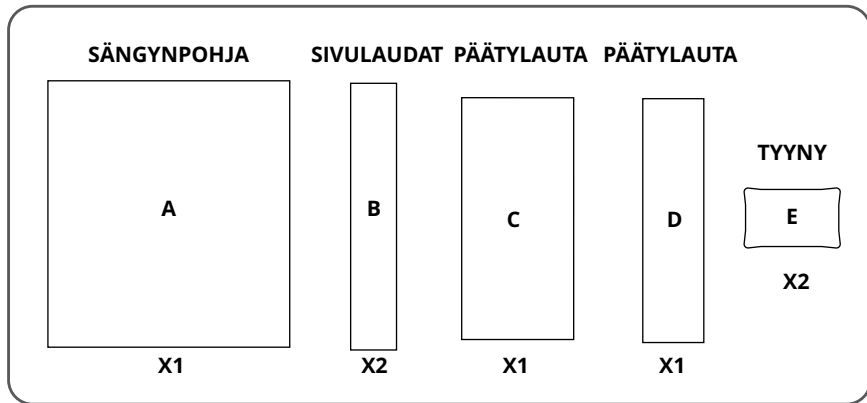 SÄNGYNPOHJA SIVULAUDAT PÄÄTYLAUTA PÄÄTYLAUTA
TYYNY
A B C D E
X2
X1 X2 X1 X1